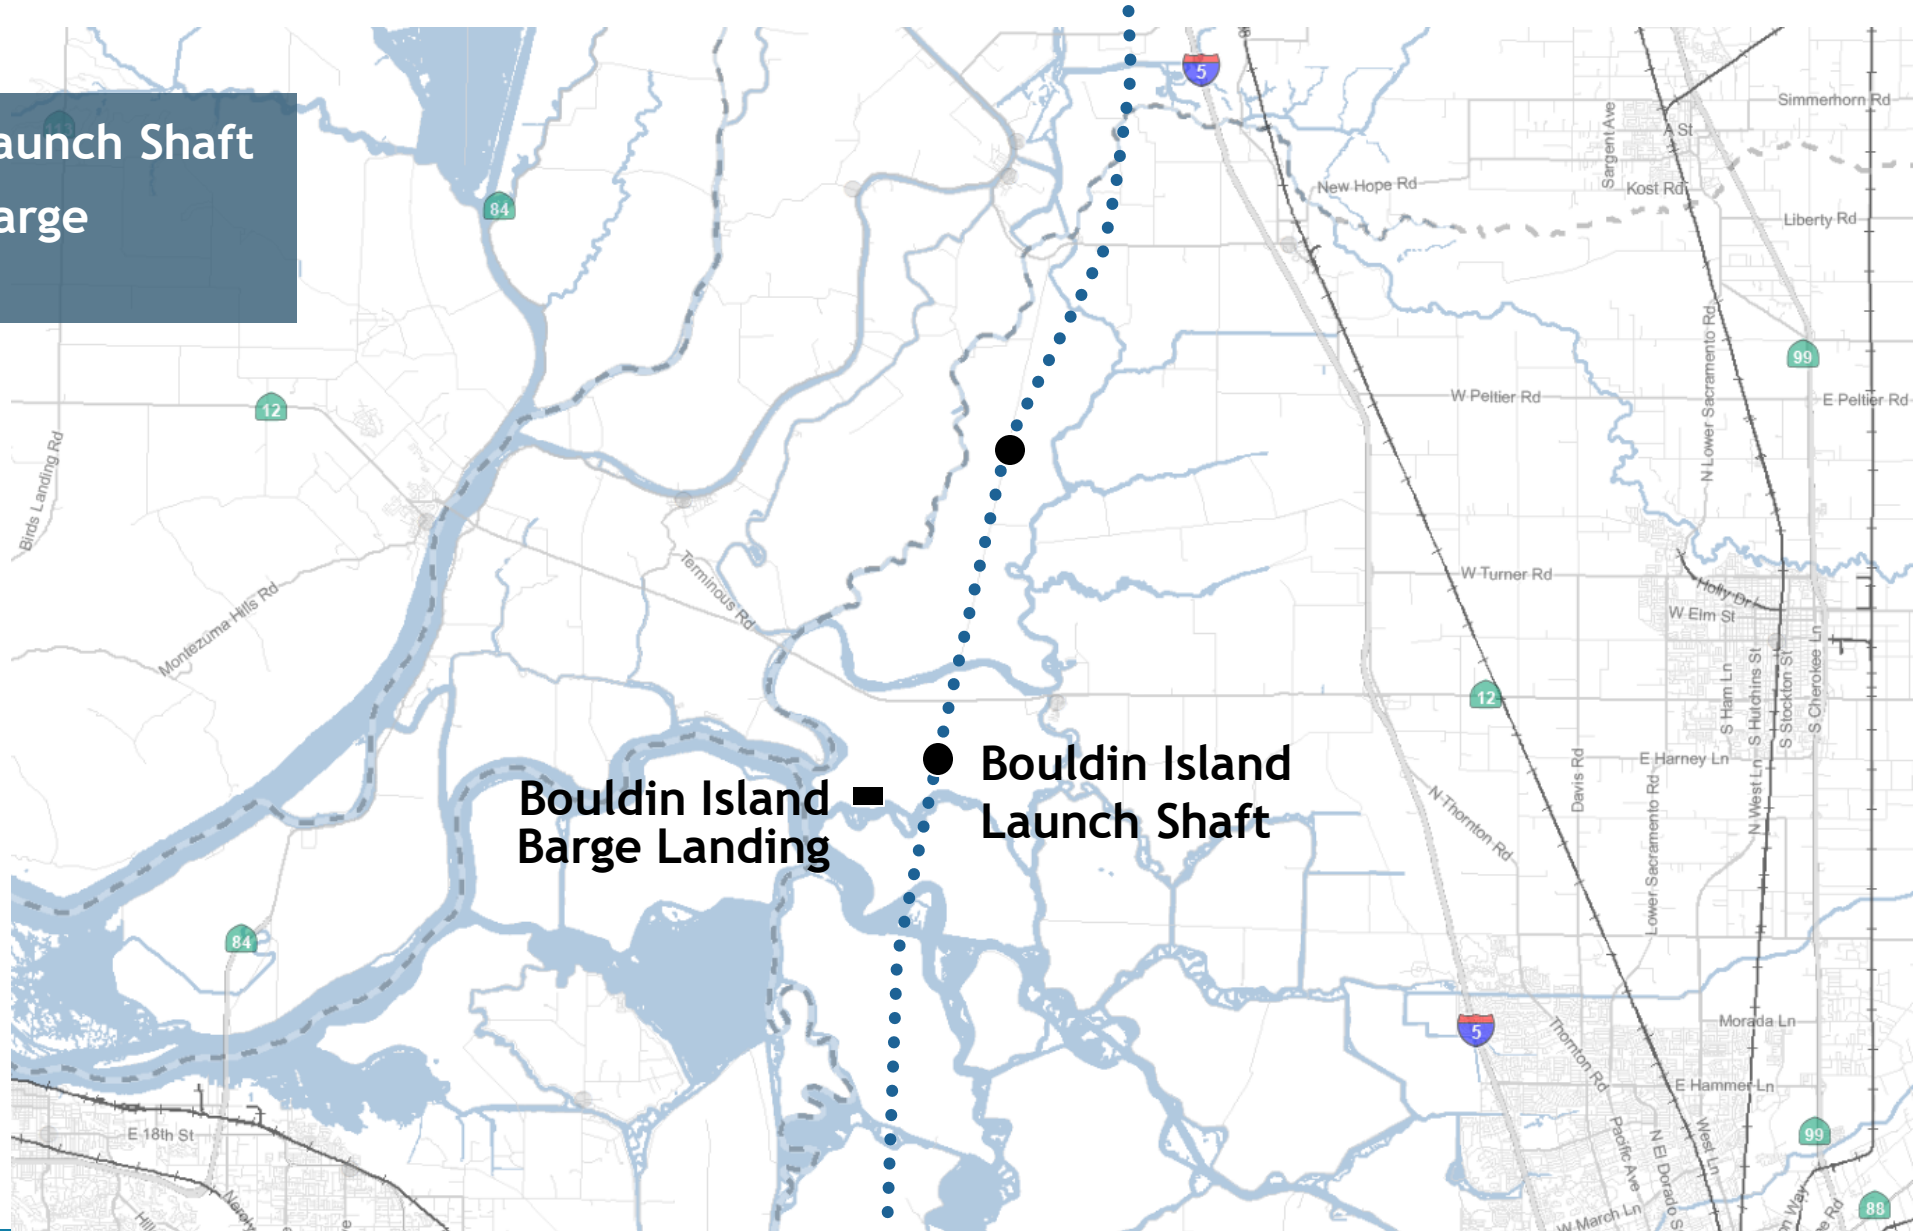 aunch Shaft
arge
5
84
113
Simmerhorn Rd
A St
Sargent Ave
New Hope Rd
Kost Rd
Liberty Rd
N Lower Sacramento Rd
99
12
W Peltier Rd
E Peltier Rd
Birds Landing Rd
Terminous Rd
Montezuma Hills Rd
W Turner Rd
Holly Dr
W Elm St
S Ham Ln
S Hutchins St
S Stockton St
S Cherokee Ln
12
Bouldin Island
Launch Shaft
Bouldin Island
Barge Landing
E Harney Ln
Davis Rd
N Thornton Rd
Lower Sacramento Rd
N West Ln
84
5
Morada Ln
Thornton Rd
E Hammer Ln
E 18th St
Pacific Ave
N El Dorado S
West Ln
99
W March Ln
88